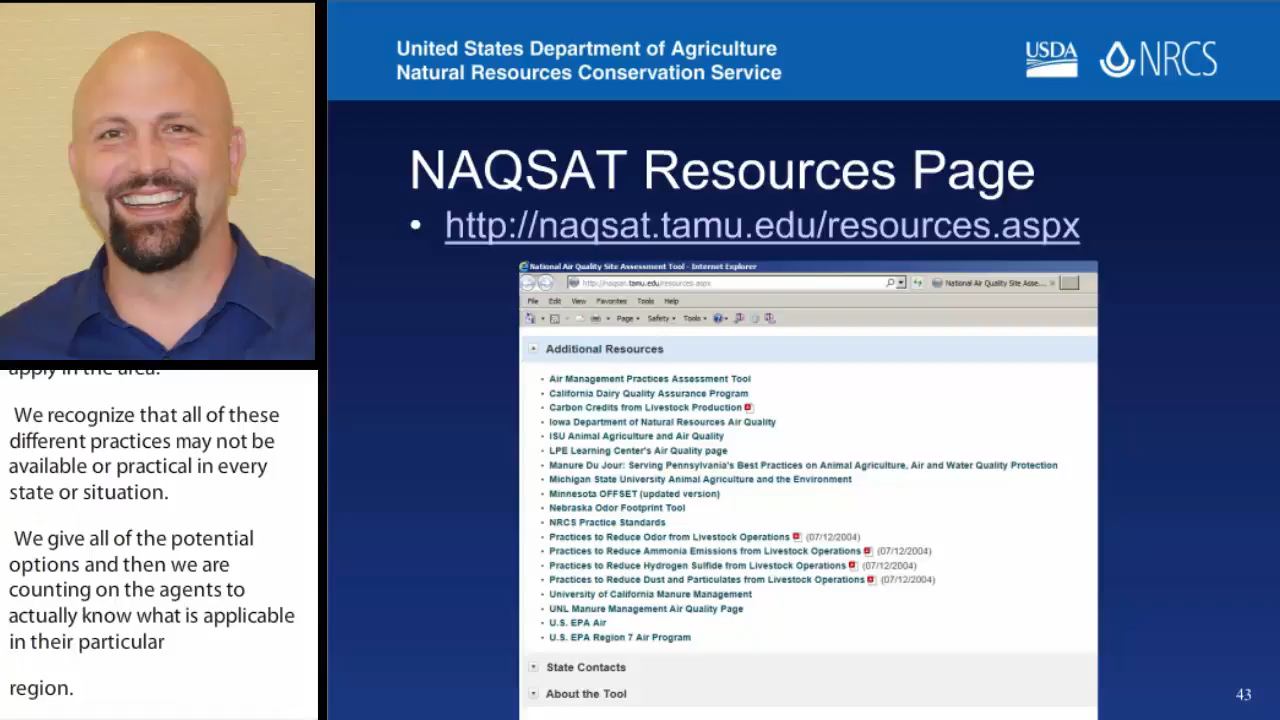 United States Department of Agriculture
Natural Resources Conservation Service
USDA
NRCS
NAQSAT Resources Page
• http://naqsat.tamu.edu/resources.aspx
National Air Quality Site Assessment Tool - Internet Explorer
http://naqsat.tamu.edu/resources.aspx
National Air Quality Site Asse...
File Edit View Favorites Tools Help
Page Safety Tools
Additional Resources
• Air Management Practices Assessment Tool
• California Dairy Quality Assurance Program
• Carbon Credits from Livestock Production
• Iowa Department of Natural Resources Air Quality
• ISU Animal Agriculture and Air Quality
• LPE Learning Center's Air Quality page
• Manure Du Jour: Serving Pennsylvania's Best Practices on Animal Agriculture, Air and Water Quality Protection
• Michigan State University Animal Agriculture and the Environment
• Minnesota OFFSET (updated version)
• Nebraska Odor Footprint Tool
• NRCS Practice Standards
• Practices to Reduce Odor from Livestock Operations (07/12/2004)
• Practices to Reduce Ammonia Emissions from Livestock Operations (07/12/2004)
• Practices to Reduce Hydrogen Sulfide from Livestock Operations (07/12/2004)
• Practices to Reduce Dust and Particulates from Livestock Operations (07/12/2004)
• University of California Manure Management
• UNL Manure Management Air Quality Page
• U.S. EPA Air
• U.S. EPA Region 7 Air Program
State Contacts
About the Tool
43
apply in the area.
We recognize that all of these
different practices may not be
available or practical in every
state or situation.
We give all of the potential
options and then we are
counting on the agents to
actually know what is applicable
in their particular
region.